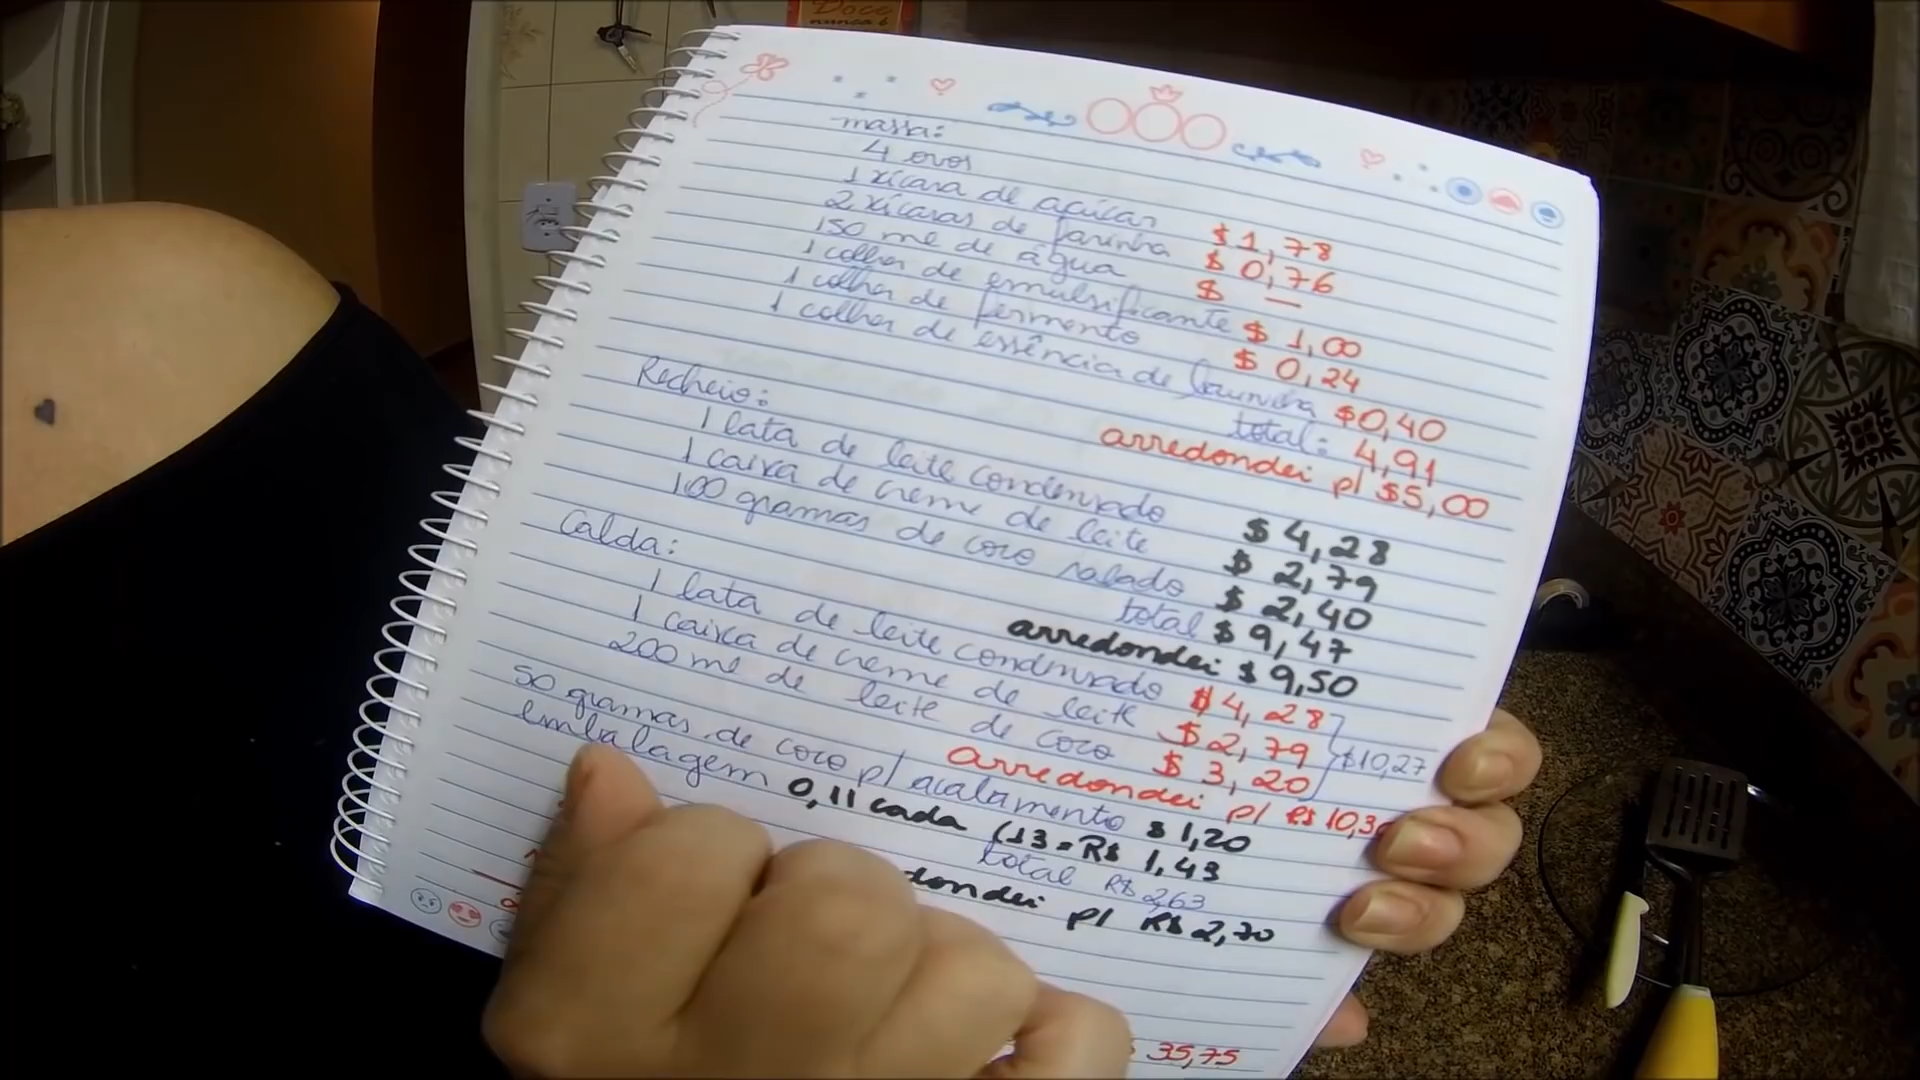 Doce
nunca é
massa:
4 ovos
1 xícara de açúcar $ 1,78
2 xícaras de farinha $ 0,76
150 ml de água $ —
1 colher de emulsificante $ 1,00
1 colher de fermento $ 0,24
1 colher de essência de baunilha $0,40
total: 4,91
arredondei p/ $5,00
Recheio:
1 lata de leite condensado $ 4,28
1 caixa de creme de leite $ 2,79
100 gramas de coco ralado $ 2,40
total $ 9,47
arredondei $ 9,50
Calda:
1 lata de leite condensado $ 4,28
1 caixa de creme de leite $ 2,79 $10,27
200 ml de leite de coco $ 3,20
arredondei p/ R$ 10,30
50 gramas de coco p/ acabamento $ 1,20
embalagem 0,11 cada (13 = R$ 1,43
total R$ 2,63
dondei p/ R$ 2,70
35,75